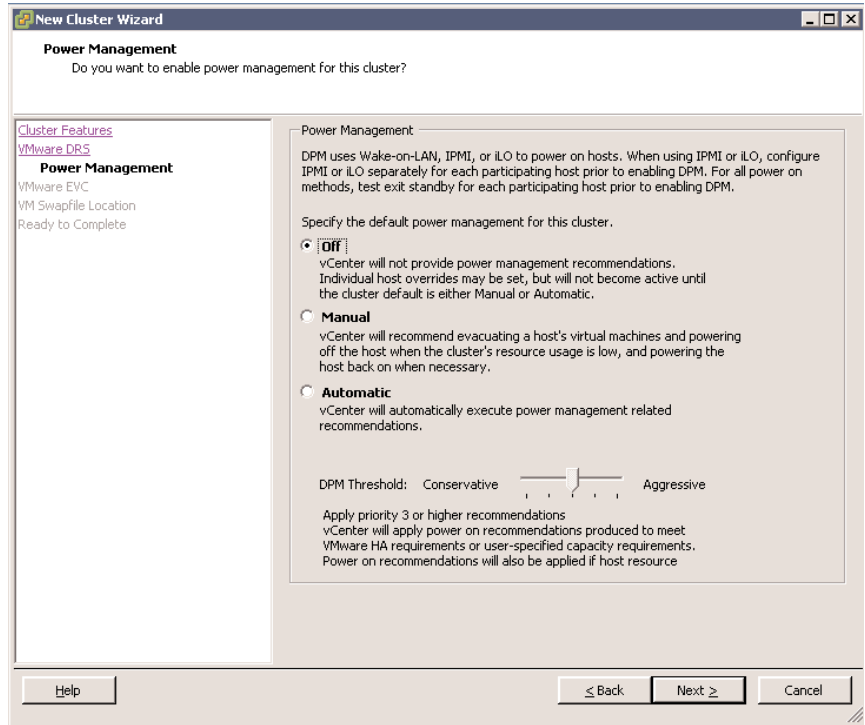 New Cluster Wizard
Power Management
Do you want to enable power management for this cluster?
Cluster Features
VMware DRS
Power Management
VMware EVC
VM Swapfile Location
Ready to Complete
Power Management
DPM uses Wake-on-LAN, IPMI, or iLO to power on hosts. When using IPMI or iLO, configure
IPMI or iLO separately for each participating host prior to enabling DPM. For all power on
methods, test exit standby for each participating host prior to enabling DPM.
Specify the default power management for this cluster.
Off
vCenter will not provide power management recommendations.
Individual host overrides may be set, but will not become active until
the cluster default is either Manual or Automatic.
Manual
vCenter will recommend evacuating a host's virtual machines and powering
off the host when the cluster's resource usage is low, and powering the
host back on when necessary.
Automatic
vCenter will automatically execute power management related
recommendations.
DPM Threshold: Conservative Aggressive
Apply priority 3 or higher recommendations
vCenter will apply power on recommendations produced to meet
VMware HA requirements or user-specified capacity requirements.
Power on recommendations will also be applied if host resource
Help < Back Next > Cancel